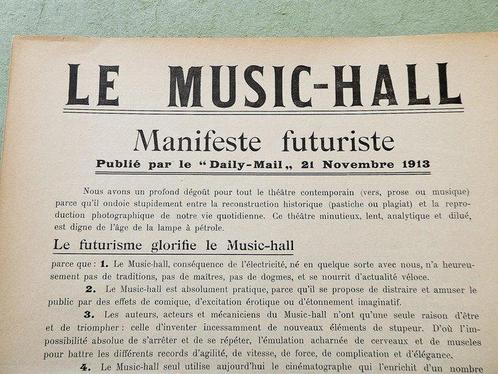 LE MUSIC-HALL
Manifeste futuriste
Publié par le "Daily-Mail„ 21 Novembre 1913
Nous avons un profond dégoût pour tout le théâtre contemporain (vers, prose ou musique)
parce qu'il ondoie stupidement entre la reconstruction historique (pastiche ou plagiat) et la repro-
duction photographique de notre vie quotidienne. Ce théâtre minutieux, lent, analytique et dilué,
est digne de l'âge de la lampe à pétrole.
Le futurisme glorifie le Music-hall
parce que : 1. Le Music-hall, conséquence de l'électricité, né en quelque sorte avec nous, n'a heureu-
sement pas de traditions, pas de maîtres, pas de dogmes, et se nourrit d'actualité véloce.
2. Le Music-hall est absolument pratique, parce qu'il se propose de distraire et amuser le
public par des effets de comique, d'excitation érotique ou d'étonnement imaginatif.
3. Les auteurs, acteurs et mécaniciens du Music-hall n'ont qu'une seule raison d'être
et de triompher : celle d'inventer incessamment de nouveaux éléments de stupeur. D'où l'im-
possibilité absolue de s'arrêter et de se répéter, l'émulation acharnée de cerveaux et de muscles
pour battre les différents records d'agilité, de vitesse, de force, de complication et d'élégance.
4. Le Music-hall seul utilise aujourd'hui le cinématographe qui l'enrichit d'un nombre